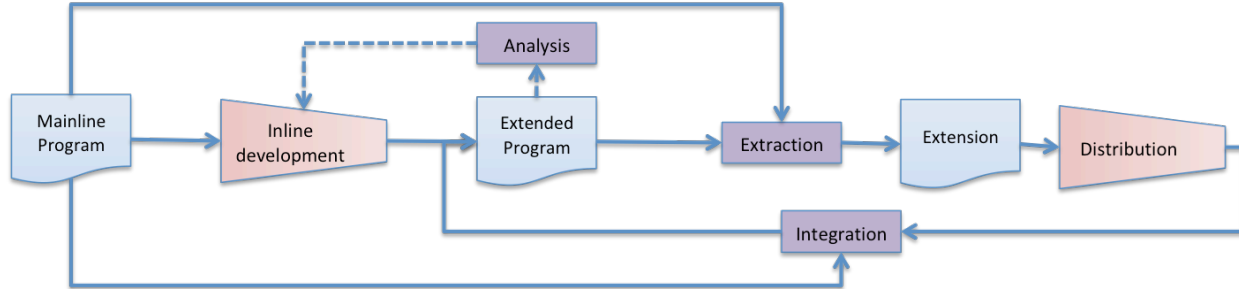 Analysis
Mainline
Program
Inline
development
Extended
Program
Extraction
Extension
Distribution
Integration